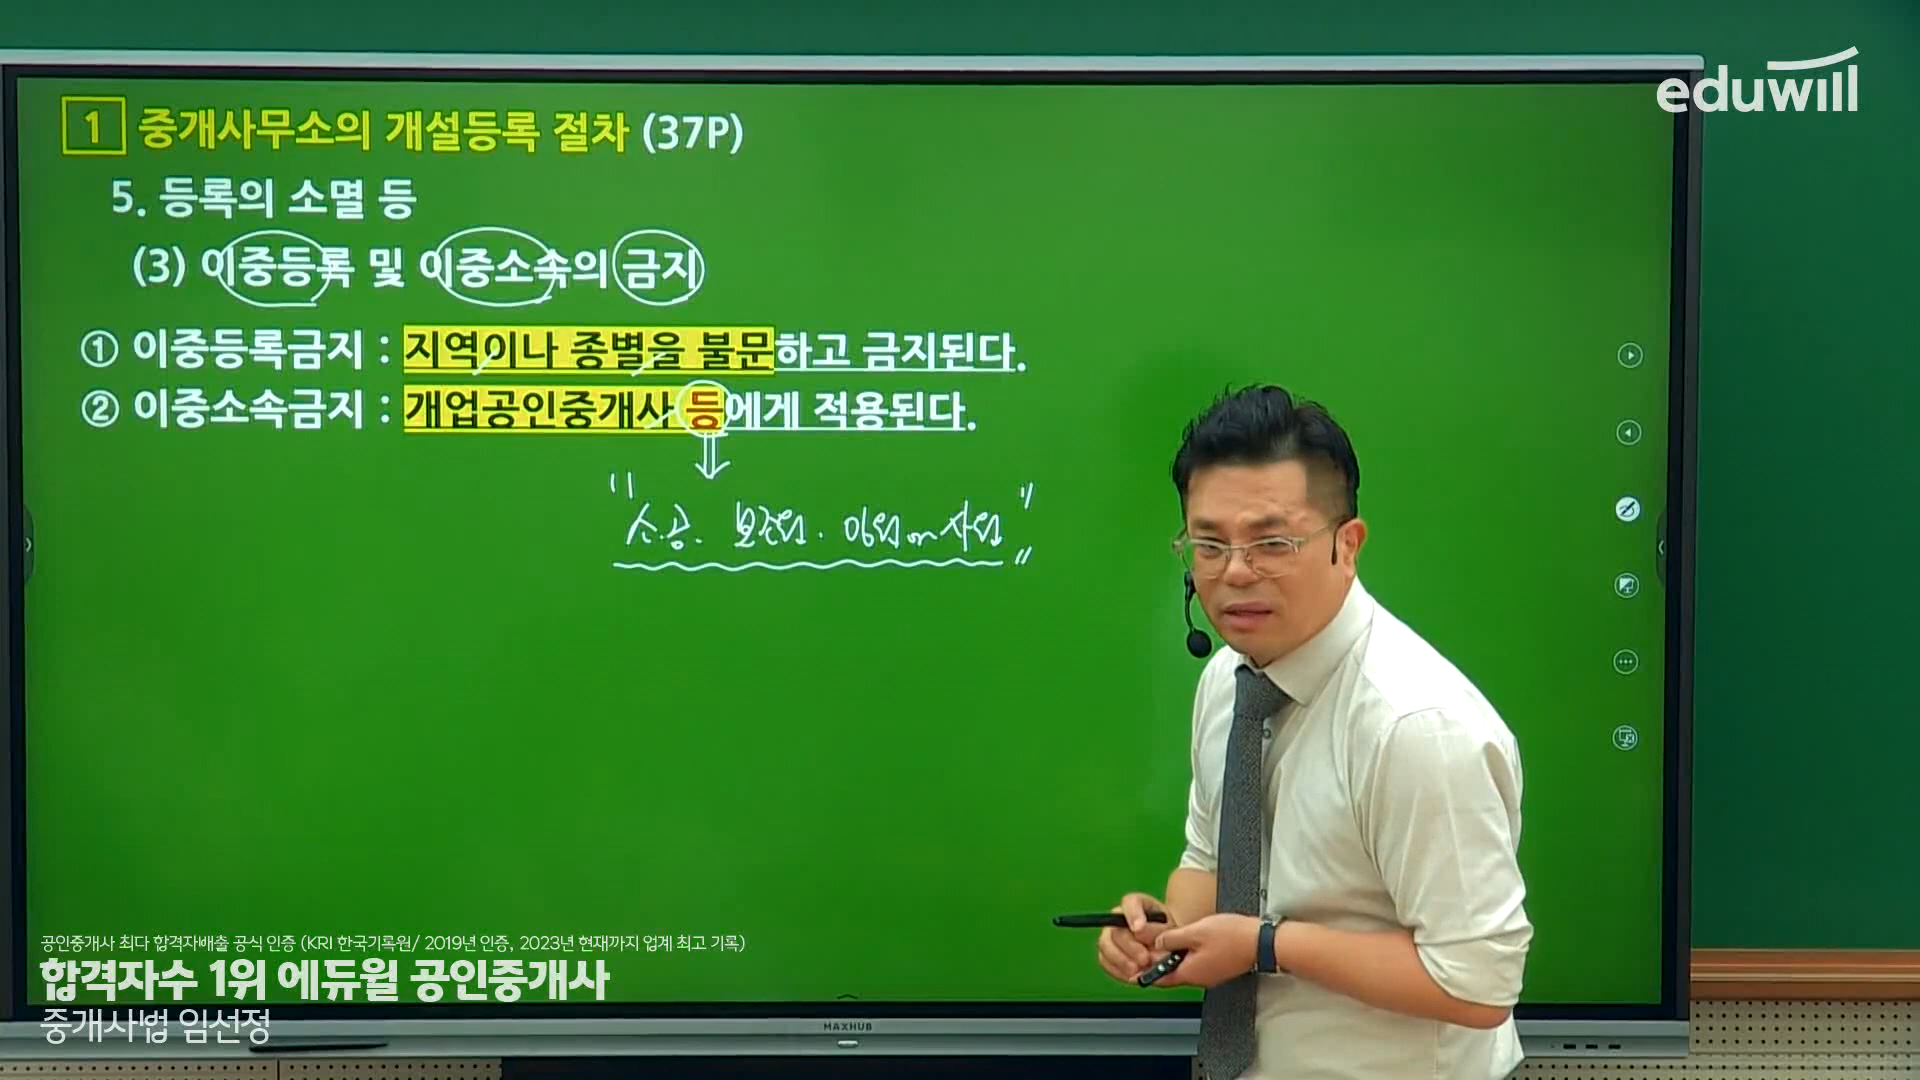 eduwill
1 중개사무소의 개설등록 절차 (37P)
5. 등록의 소멸 등
(3) 이중등록 및 이중소속의 금지
① 이중등록금지 : 지역이나 종별을 불문하고 금지된다.
② 이중소속금지 : 개업공인중개사 등에게 적용된다.
"소공. 보조원. 임원 or 사원"
공인중개사 최다 합격자배출 공식 인증 (KRI 한국기록원/ 2019년 인증, 2023년 현재까지 업계 최고 기록)
합격자수 1위 에듀윌 공인중개사
중개사법 임선정
MAXHUB